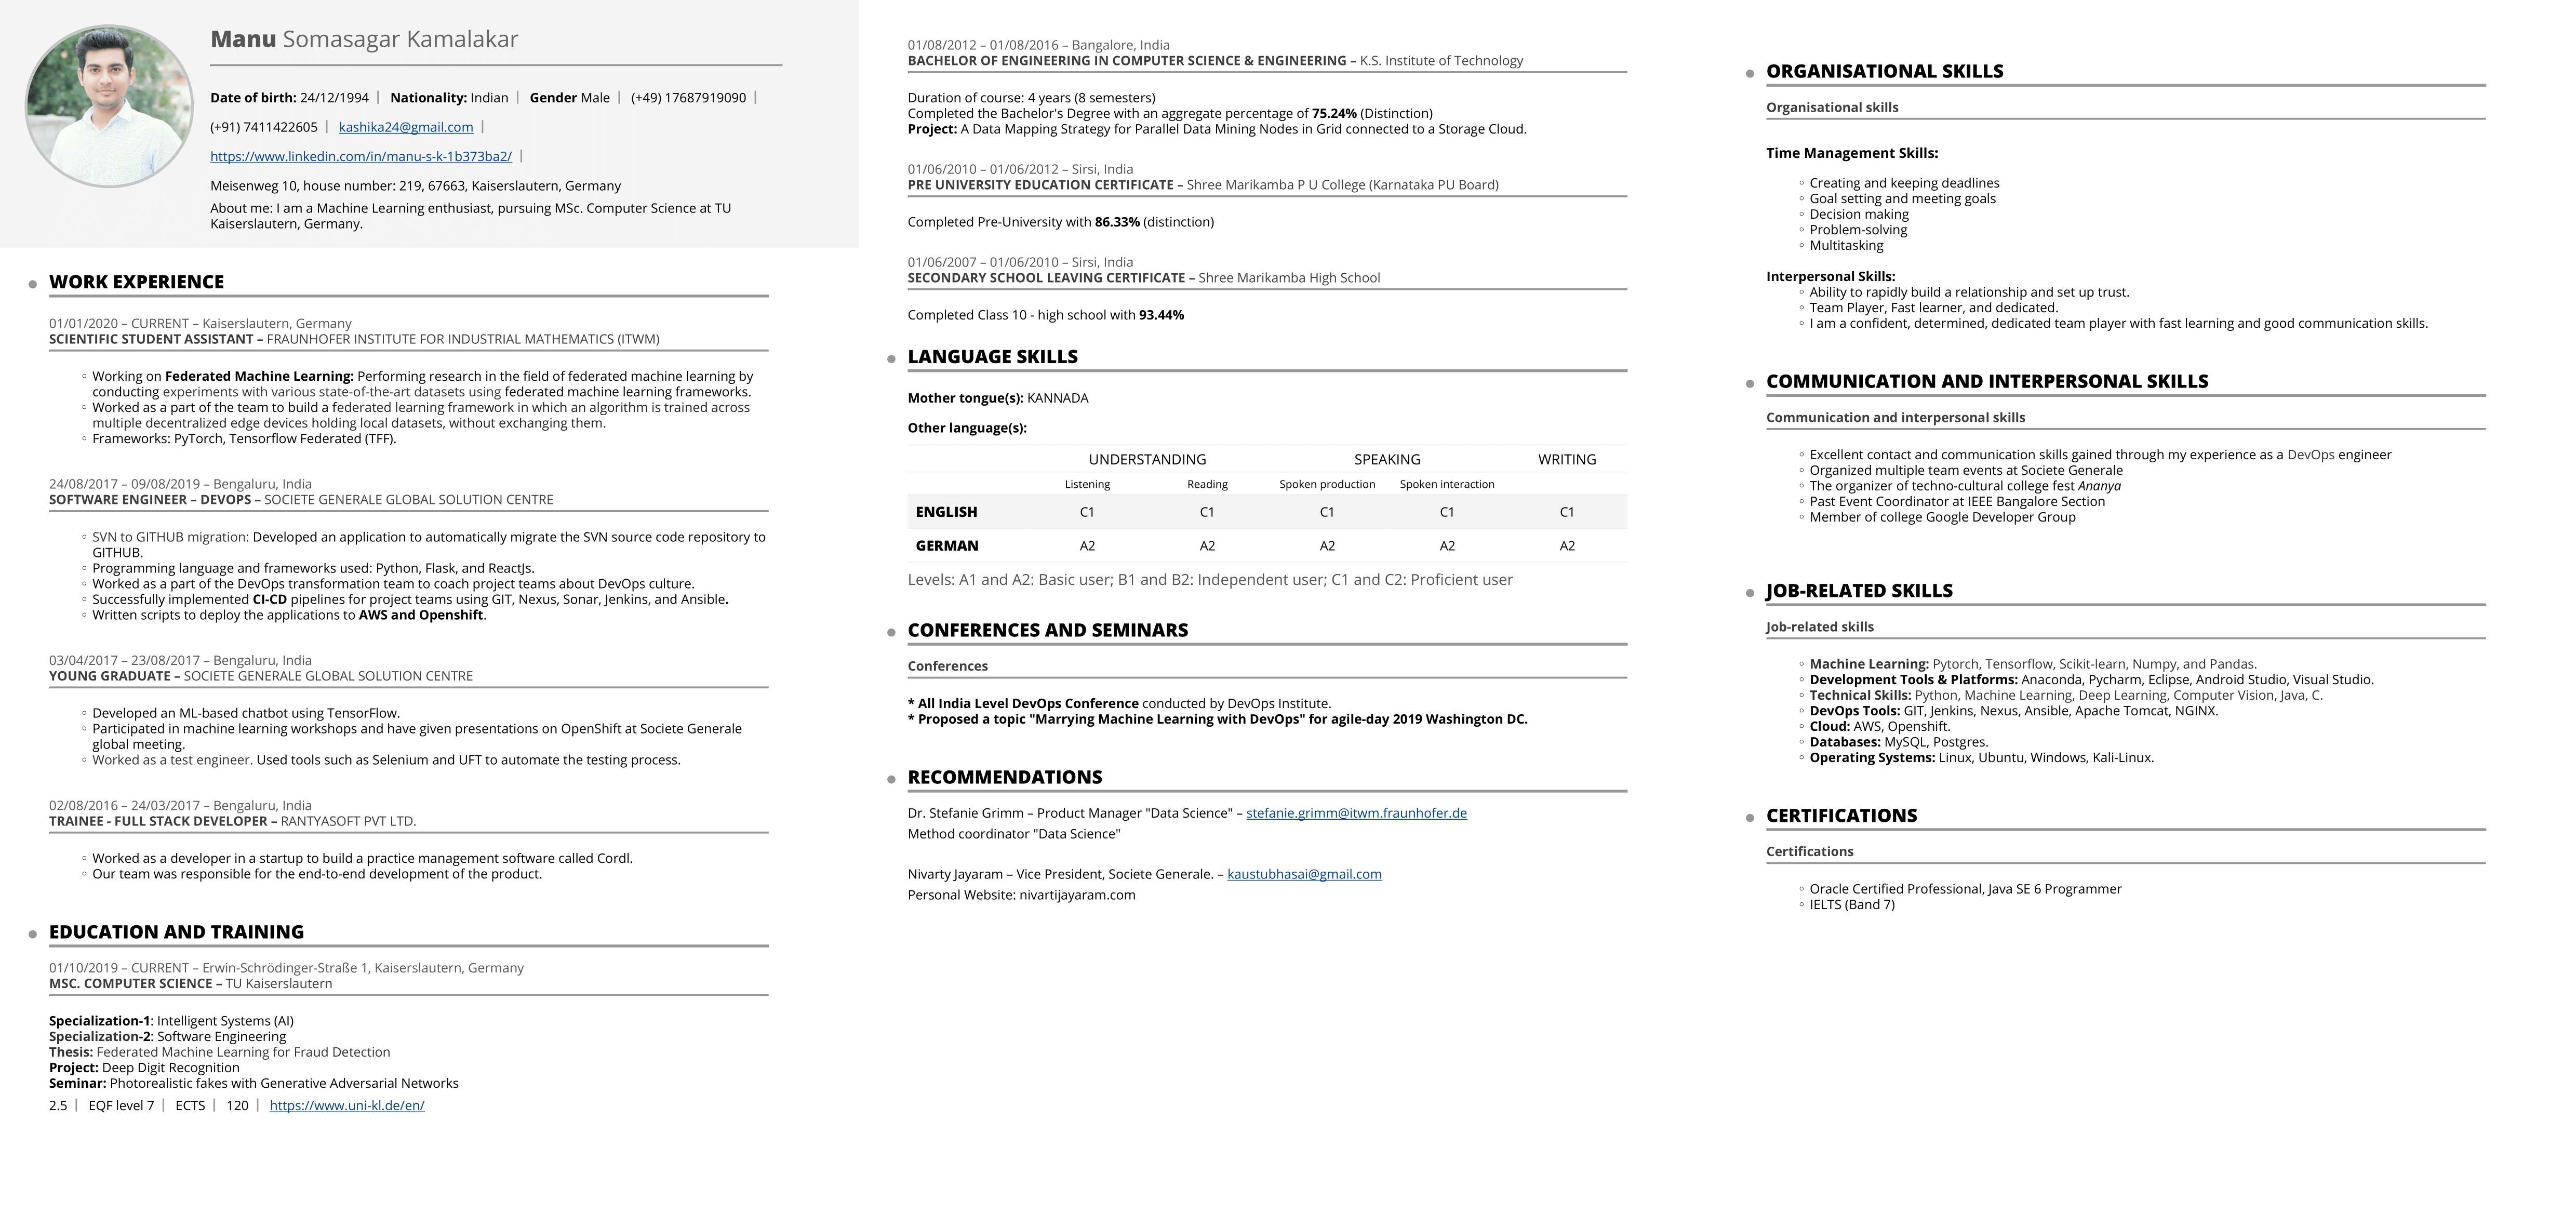 Manu Somasagar Kamalakar
Date of birth: 24/12/1994 | Nationality: Indian | Gender Male | (+49) 17687919090 |
(+91) 7411422605 | kashika24@gmail.com |
https://www.linkedin.com/in/manu-s-k-1b373ba2/ |
Meisenweg 10, house number: 219, 67663, Kaiserslautern, Germany
About me: I am a Machine Learning enthusiast, pursuing MSc. Computer Science at TU
Kaiserslautern, Germany.
WORK EXPERIENCE
01/01/2020 – CURRENT – Kaiserslautern, Germany
SCIENTIFIC STUDENT ASSISTANT – FRAUNHOFER INSTITUTE FOR INDUSTRIAL MATHEMATICS (ITWM)
◦ Working on Federated Machine Learning: Performing research in the field of federated machine learning by
conducting experiments with various state-of-the-art datasets using federated machine learning frameworks.
◦ Worked as a part of the team to build a federated learning framework in which an algorithm is trained across
multiple decentralized edge devices holding local datasets, without exchanging them.
◦ Frameworks: PyTorch, Tensorflow Federated (TFF).
24/08/2017 – 09/08/2019 – Bengaluru, India
SOFTWARE ENGINEER – DEVOPS – SOCIETE GENERALE GLOBAL SOLUTION CENTRE
◦ SVN to GITHUB migration: Developed an application to automatically migrate the SVN source code repository to
GITHUB.
◦ Programming language and frameworks used: Python, Flask, and ReactJs.
◦ Worked as a part of the DevOps transformation team to coach project teams about DevOps culture.
◦ Successfully implemented CI-CD pipelines for project teams using GIT, Nexus, Sonar, Jenkins, and Ansible.
◦ Written scripts to deploy the applications to AWS and Openshift.
03/04/2017 – 23/08/2017 – Bengaluru, India
YOUNG GRADUATE – SOCIETE GENERALE GLOBAL SOLUTION CENTRE
◦ Developed an ML-based chatbot using TensorFlow.
◦ Participated in machine learning workshops and have given presentations on OpenShift at Societe Generale
global meeting.
◦ Worked as a test engineer. Used tools such as Selenium and UFT to automate the testing process.
02/08/2016 – 24/03/2017 – Bengaluru, India
TRAINEE - FULL STACK DEVELOPER – RANTYASOFT PVT LTD.
◦ Worked as a developer in a startup to build a practice management software called Cordl.
◦ Our team was responsible for the end-to-end development of the product.
EDUCATION AND TRAINING
01/10/2019 – CURRENT – Erwin-Schrödinger-Straße 1, Kaiserslautern, Germany
MSC. COMPUTER SCIENCE – TU Kaiserslautern
Specialization-1: Intelligent Systems (AI)
Specialization-2: Software Engineering
Thesis: Federated Machine Learning for Fraud Detection
Project: Deep Digit Recognition
Seminar: Photorealistic fakes with Generative Adversarial Networks
2.5 | EQF level 7 | ECTS | 120 | https://www.uni-kl.de/en/
01/08/2012 – 01/08/2016 – Bangalore, India
BACHELOR OF ENGINEERING IN COMPUTER SCIENCE & ENGINEERING – K.S. Institute of Technology
Duration of course: 4 years (8 semesters)
Completed the Bachelor's Degree with an aggregate percentage of 75.24% (Distinction)
Project: A Data Mapping Strategy for Parallel Data Mining Nodes in Grid connected to a Storage Cloud.
01/06/2010 – 01/06/2012 – Sirsi, India
PRE UNIVERSITY EDUCATION CERTIFICATE – Shree Marikamba P U College (Karnataka PU Board)
Completed Pre-University with 86.33% (distinction)
01/06/2007 – 01/06/2010 – Sirsi, India
SECONDARY SCHOOL LEAVING CERTIFICATE – Shree Marikamba High School
Completed Class 10 - high school with 93.44%
LANGUAGE SKILLS
Mother tongue(s): KANNADA
Other language(s):
UNDERSTANDING SPEAKING WRITING
Listening Reading Spoken production Spoken interaction
ENGLISH C1 C1 C1 C1 C1
GERMAN A2 A2 A2 A2 A2
Levels: A1 and A2: Basic user; B1 and B2: Independent user; C1 and C2: Proficient user
CONFERENCES AND SEMINARS
Conferences
* All India Level DevOps Conference conducted by DevOps Institute.
* Proposed a topic "Marrying Machine Learning with DevOps" for agile-day 2019 Washington DC.
RECOMMENDATIONS
Dr. Stefanie Grimm – Product Manager "Data Science" – stefanie.grimm@itwm.fraunhofer.de
Method coordinator "Data Science"
Nivarty Jayaram – Vice President, Societe Generale. – kaustubhasai@gmail.com
Personal Website: nivartijayaram.com
ORGANISATIONAL SKILLS
Organisational skills
Time Management Skills:
◦ Creating and keeping deadlines
◦ Goal setting and meeting goals
◦ Decision making
◦ Problem-solving
◦ Multitasking
Interpersonal Skills:
◦ Ability to rapidly build a relationship and set up trust.
◦ Team Player, Fast learner, and dedicated.
◦ I am a confident, determined, dedicated team player with fast learning and good communication skills.
COMMUNICATION AND INTERPERSONAL SKILLS
Communication and interpersonal skills
◦ Excellent contact and communication skills gained through my experience as a DevOps engineer
◦ Organized multiple team events at Societe Generale
◦ The organizer of techno-cultural college fest Ananya
◦ Past Event Coordinator at IEEE Bangalore Section
◦ Member of college Google Developer Group
JOB-RELATED SKILLS
Job-related skills
◦ Machine Learning: Pytorch, Tensorflow, Scikit-learn, Numpy, and Pandas.
◦ Development Tools & Platforms: Anaconda, Pycharm, Eclipse, Android Studio, Visual Studio.
◦ Technical Skills: Python, Machine Learning, Deep Learning, Computer Vision, Java, C.
◦ DevOps Tools: GIT, Jenkins, Nexus, Ansible, Apache Tomcat, NGINX.
◦ Cloud: AWS, Openshift.
◦ Databases: MySQL, Postgres.
◦ Operating Systems: Linux, Ubuntu, Windows, Kali-Linux.
CERTIFICATIONS
Certifications
◦ Oracle Certified Professional, Java SE 6 Programmer
◦ IELTS (Band 7)